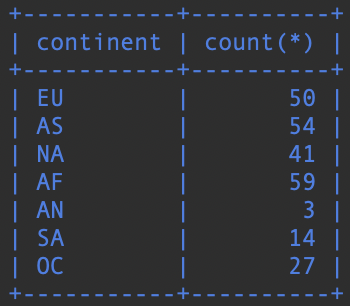 +-----------+----------+
| continent | count(*) |
+-----------+----------+
| EU        |       50 |
| AS        |       54 |
| NA        |       41 |
| AF        |       59 |
| AN        |        3 |
| SA        |       14 |
| OC        |       27 |
+-----------+----------+